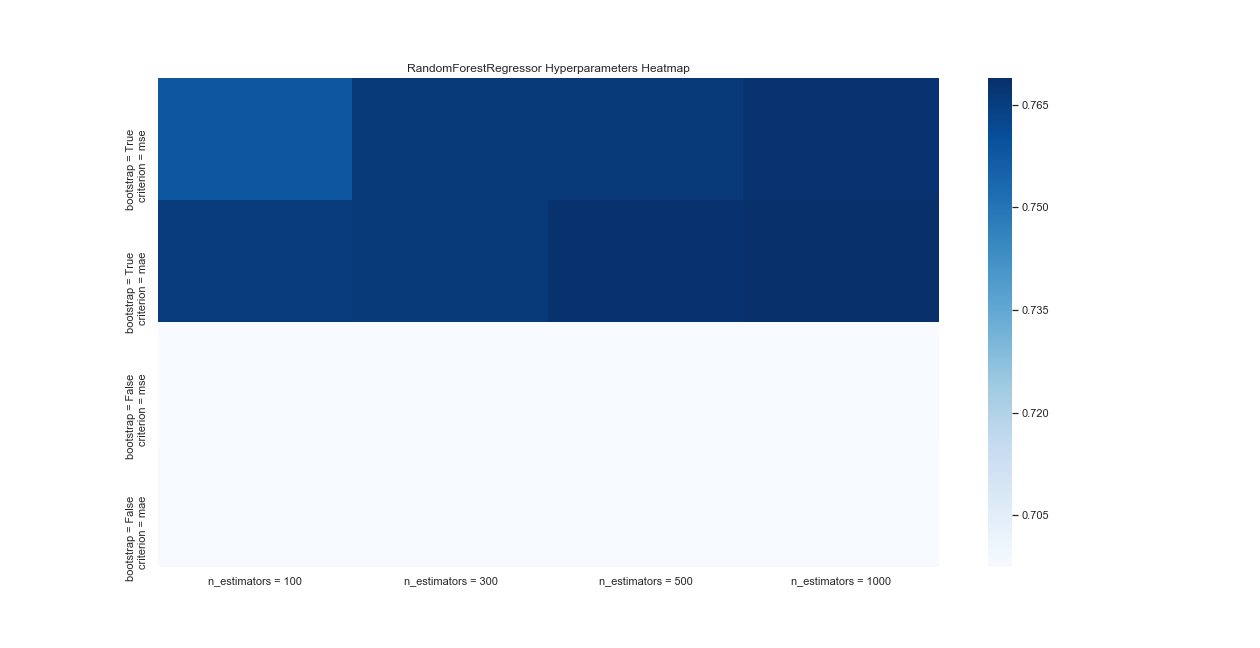 RandomForestRegressor Hyperparameters Heatmap
bootstrap = True
criterion = mse
bootstrap = True
criterion = mae
bootstrap = False
criterion = mse
bootstrap = False
criterion = mae
n_estimators = 100
n_estimators = 300
n_estimators = 500
n_estimators = 1000
0.765
0.750
0.735
0.720
0.705